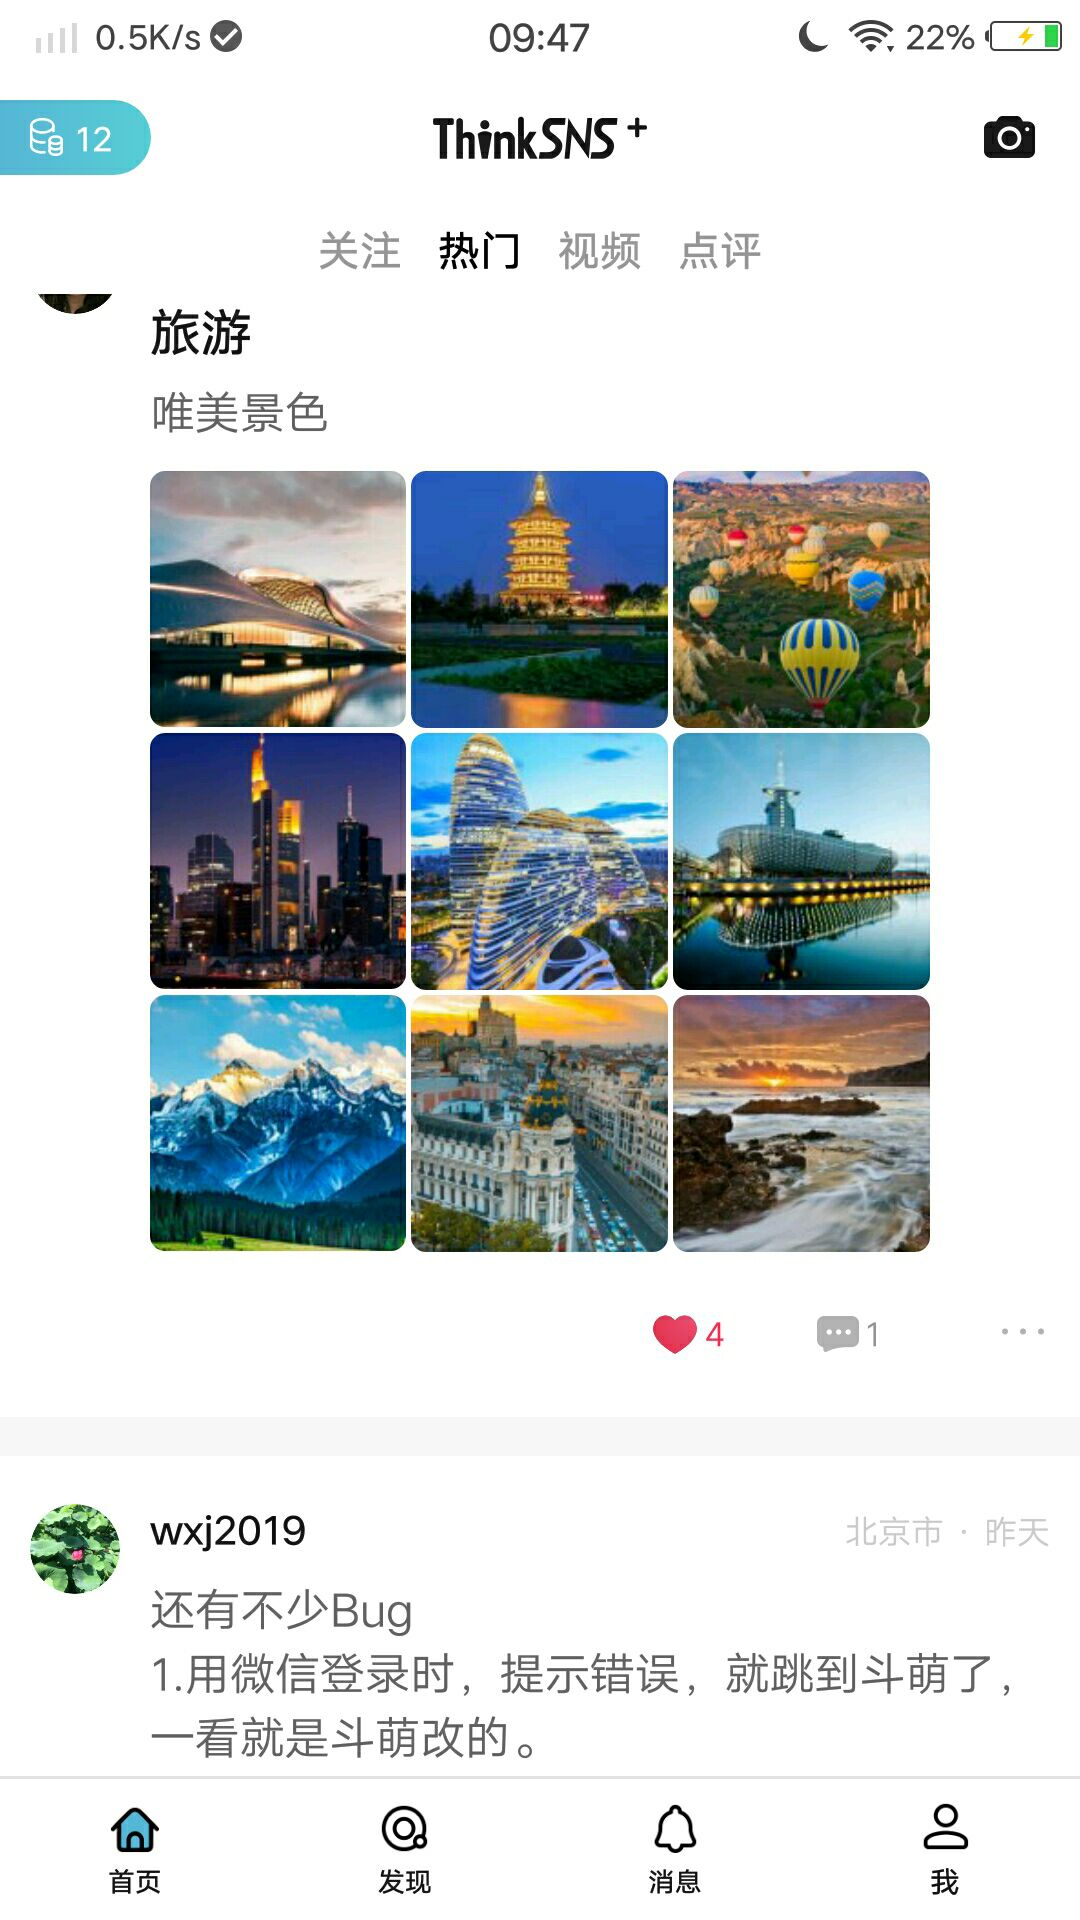 0.5K/s
09:47
22%
12
ThinkSNS+
关注 热门 视频 点评
旅游
唯美景色
4
1
wxj2019
北京市 · 昨天
还有不少Bug
1.用微信登录时，提示错误，就跳到斗萌了，
一看就是斗萌改的。
首页 发现 消息 我